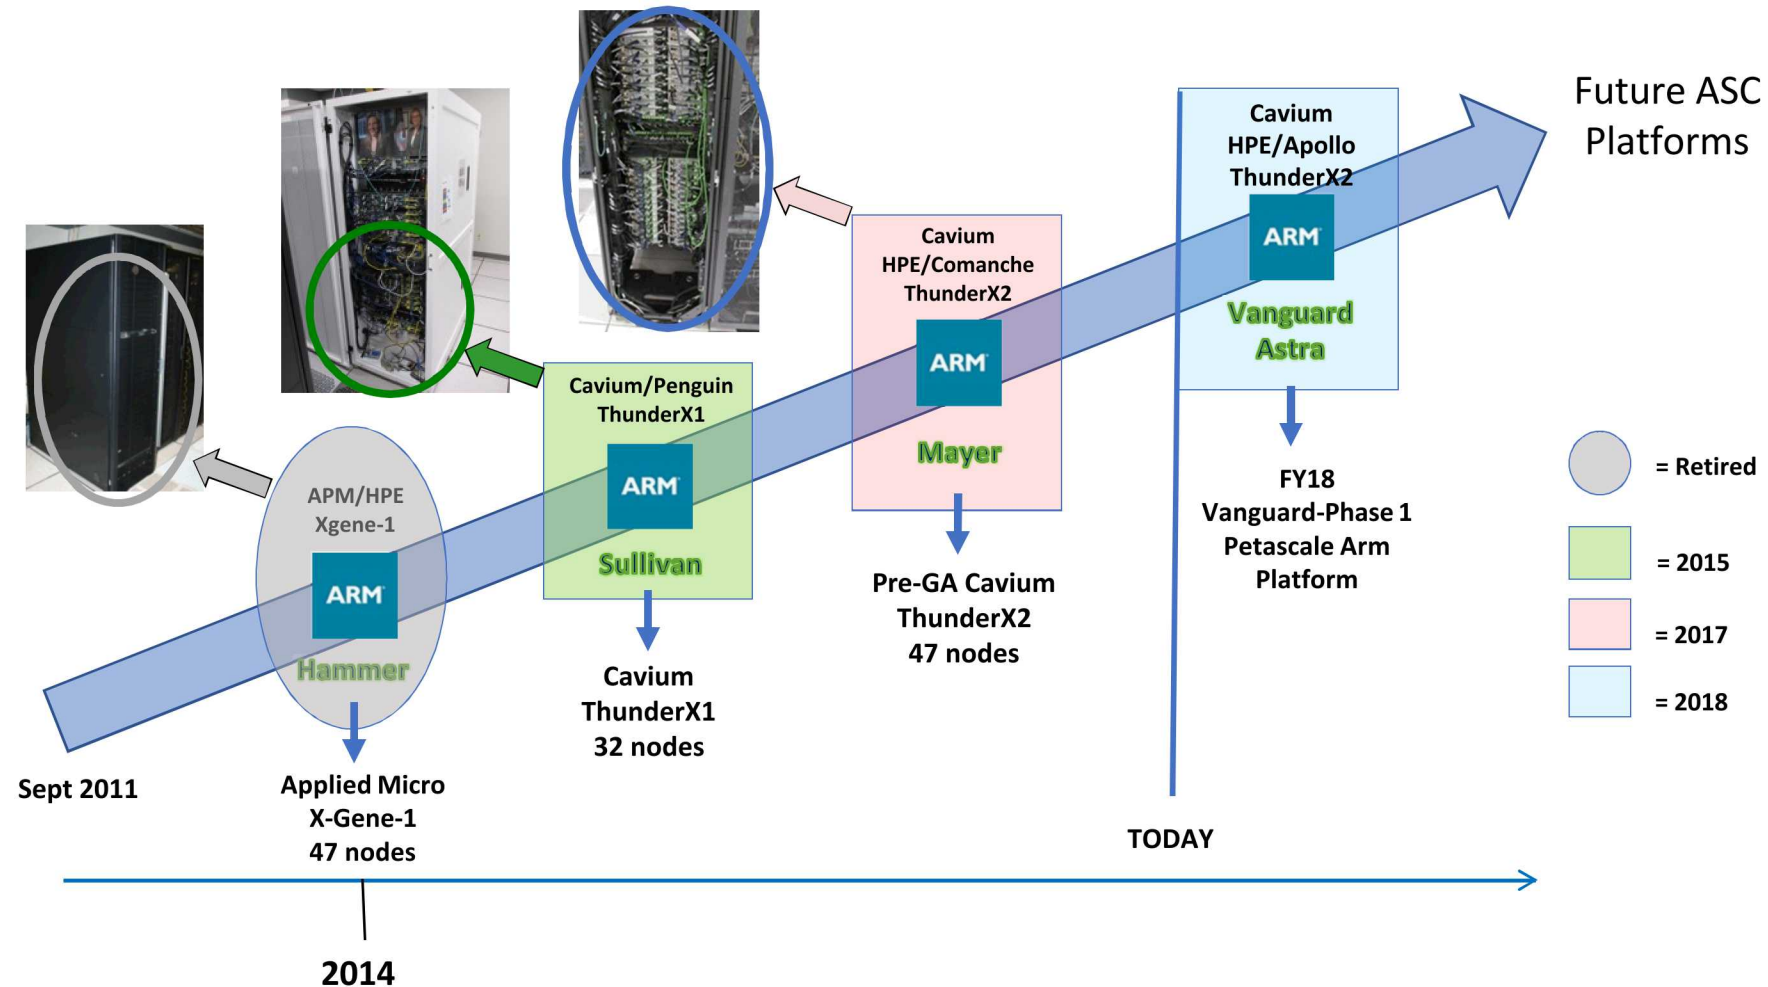 Future ASC
Platforms
Cavium
HPE/Apollo
ThunderX2
ARM
Vanguard
Astra
FY18
Vanguard-Phase 1
Petascale Arm
Platform
Cavium
HPE/Comanche
ThunderX2
ARM
Mayer
Pre-GA Cavium
ThunderX2
47 nodes
Cavium/Penguin
ThunderX1
ARM
Sullivan
Cavium
ThunderX1
32 nodes
APM/HPE
Xgene-1
ARM
Hammer
Applied Micro
X-Gene-1
47 nodes
= Retired
= 2015
= 2017
= 2018
Sept 2011
TODAY
2014